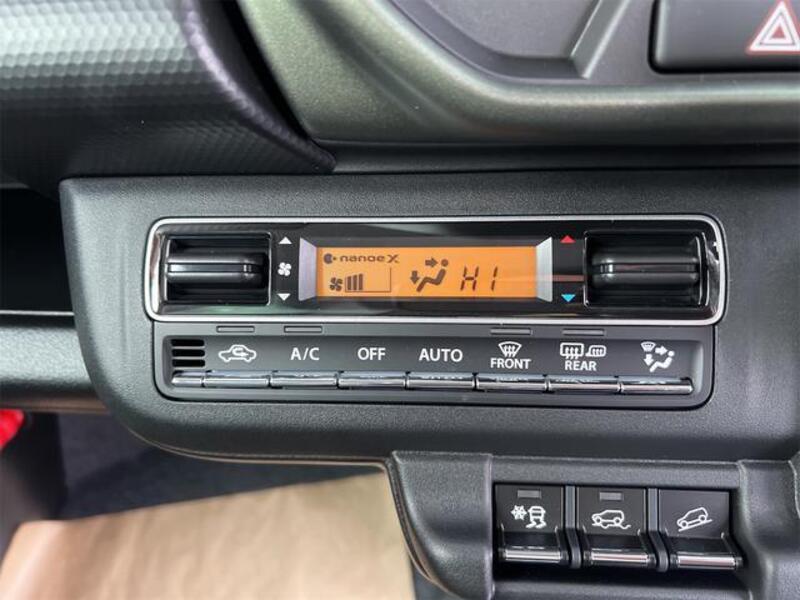 nanoe X
HI
A/C
OFF
AUTO
FRONT
REAR